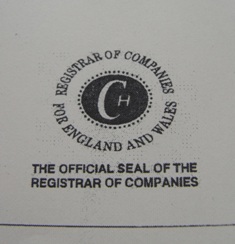 REGISTRAR OF COMPANIES
FOR ENGLAND AND WALES
CH
THE OFFICIAL SEAL OF THE
REGISTRAR OF COMPANIES